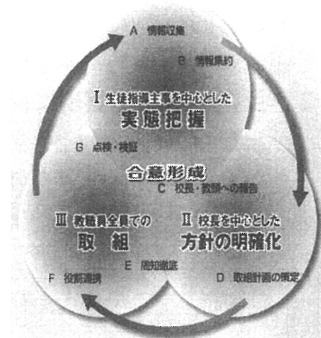 A 情報収集
B 情報集約
Ⅰ 生徒指導主事を中心とした
実態把握
G 点検・検証
合意形成
C 校長・教頭への報告
Ⅲ 教職員全員での
取組
Ⅱ 校長を中心とした
方針の明確化
E 周知徹底
F 役割連携
D 取組計画の策定